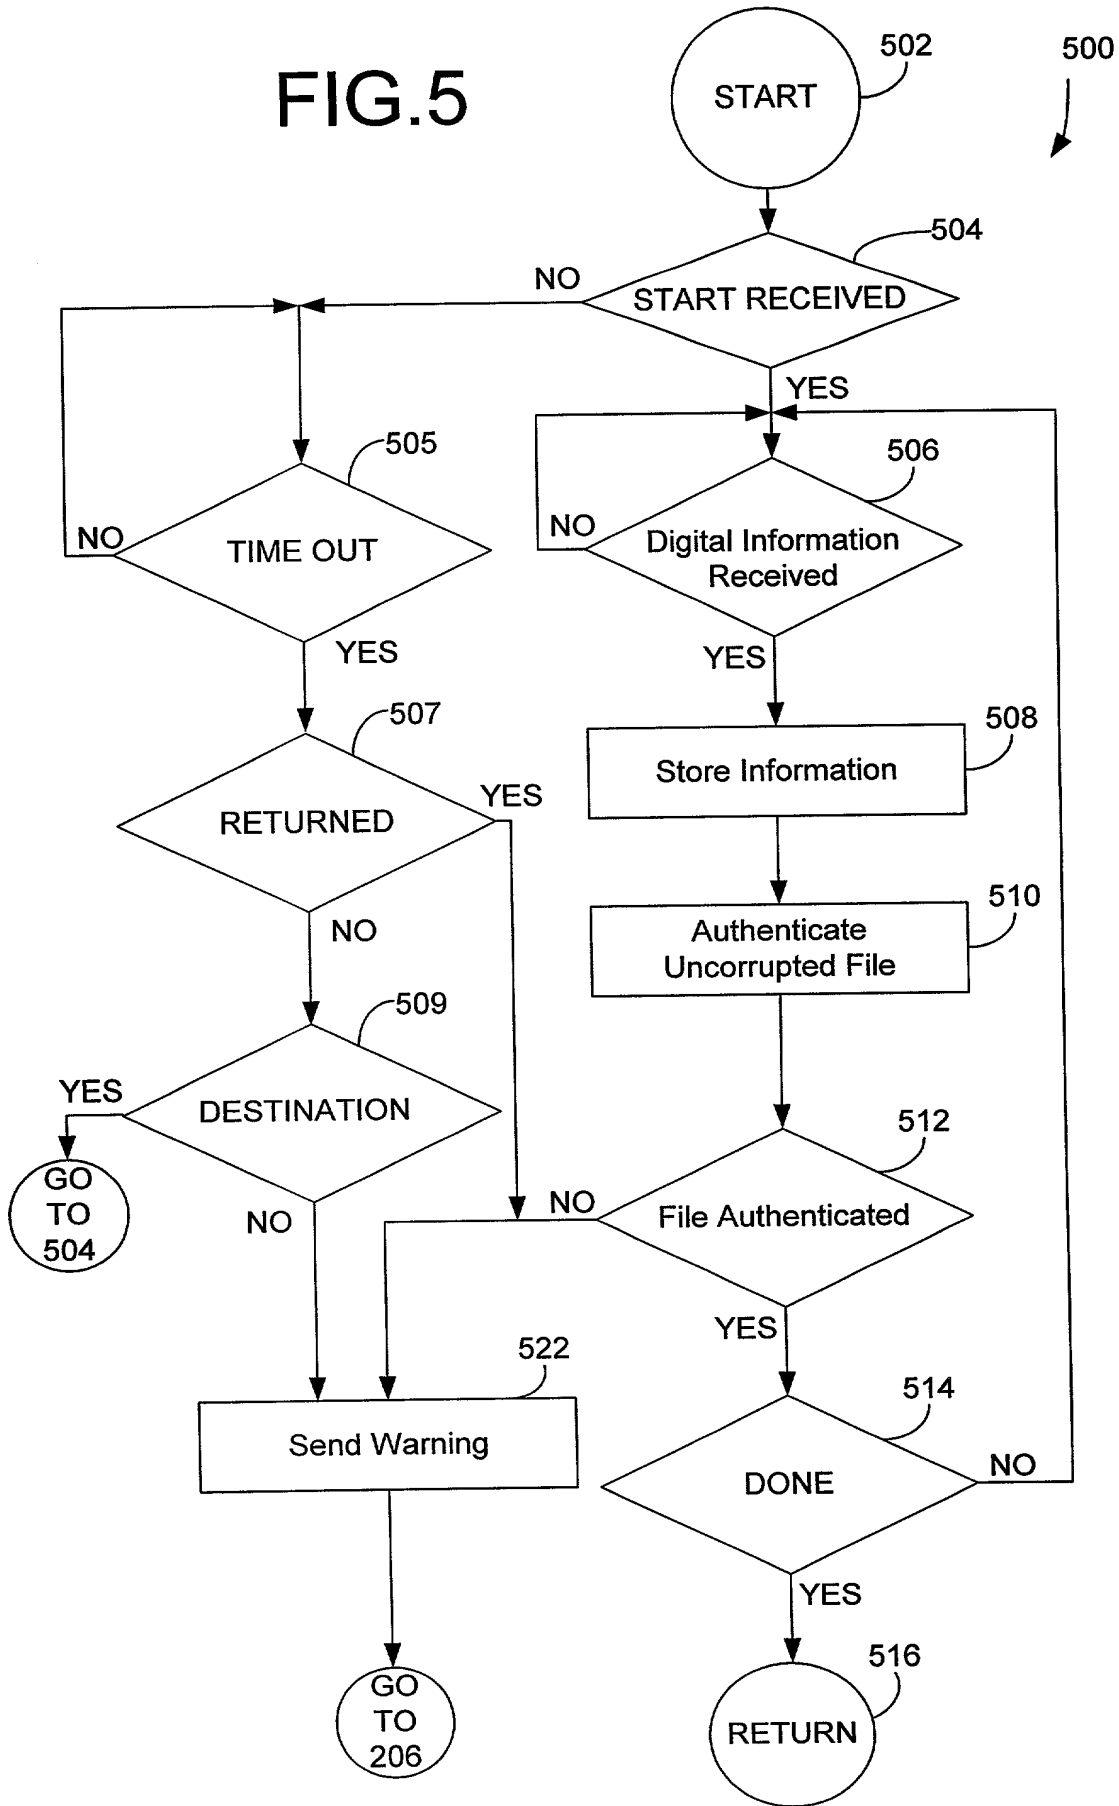 FIG.5
START
502
500
504
NO
START RECEIVED
YES
505
506
NO
TIME OUT
NO
Digital Information
Received
YES
YES
507
508
Store Information
YES
RETURNED
510
NO
Authenticate
Uncorrupted File
509
YES
DESTINATION
512
GO
TO
504
NO
NO
File Authenticated
YES
522
514
Send Warning
DONE
NO
YES
516
GO
TO
206
RETURN